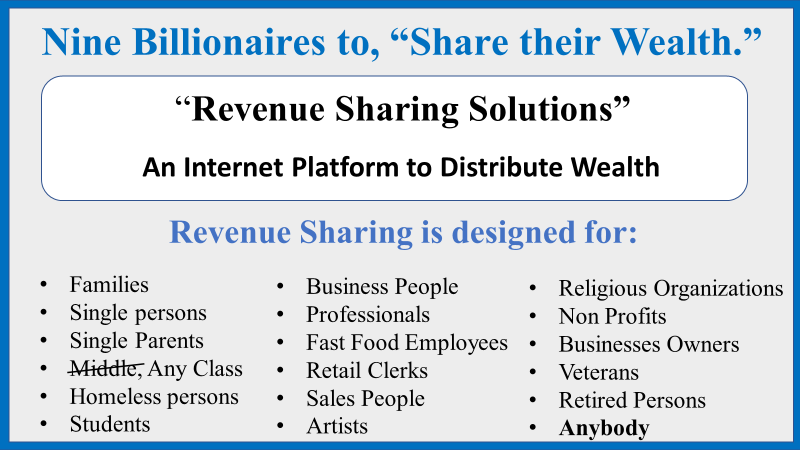 Nine Billionaires to, “Share their Wealth.”
“Revenue Sharing Solutions”
An Internet Platform to Distribute Wealth
Revenue Sharing is designed for:
• Families
• Single persons
• Single Parents
• Middle, Any Class
• Homeless persons
• Students
• Business People
• Professionals
• Fast Food Employees
• Retail Clerks
• Sales People
• Artists
• Religious Organizations
• Non Profits
• Businesses Owners
• Veterans
• Retired Persons
• Anybody